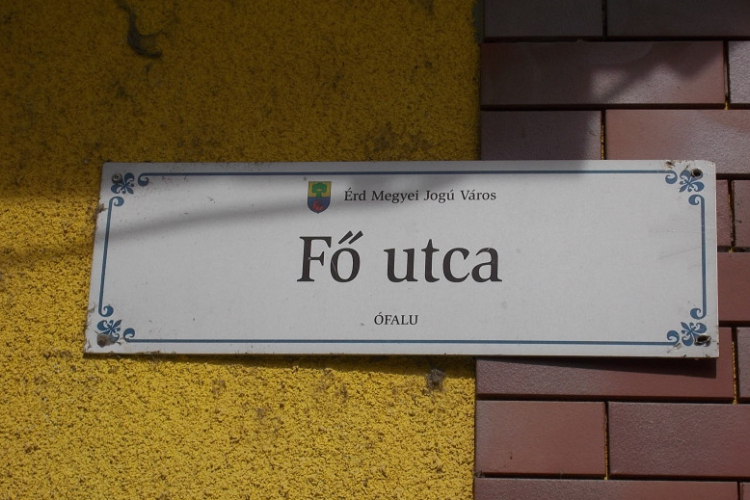 Érd Megyei Jogú Város
Fő utca
ÓFALU